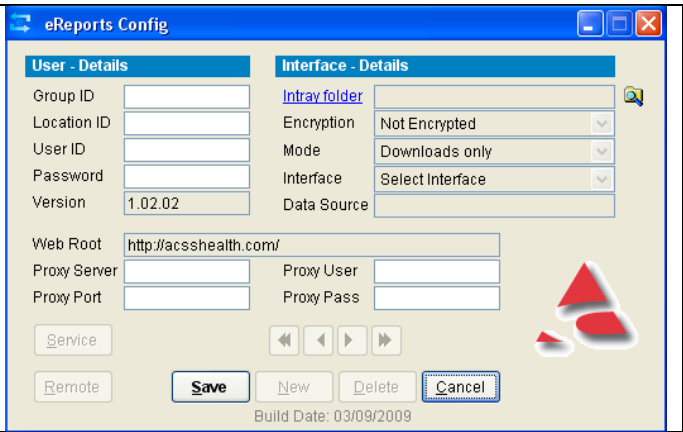 eReports Config
User - Details
Interface - Details
Group ID
Intray folder
Location ID
Encryption Not Encrypted
User ID
Mode Downloads only
Password
Interface Select Interface
Version 1.02.02
Data Source
Web Root http://acsshealth.com/
Proxy Server
Proxy User
Proxy Port
Proxy Pass
Service
Remote
Save
New
Delete
Cancel
Build Date: 03/09/2009